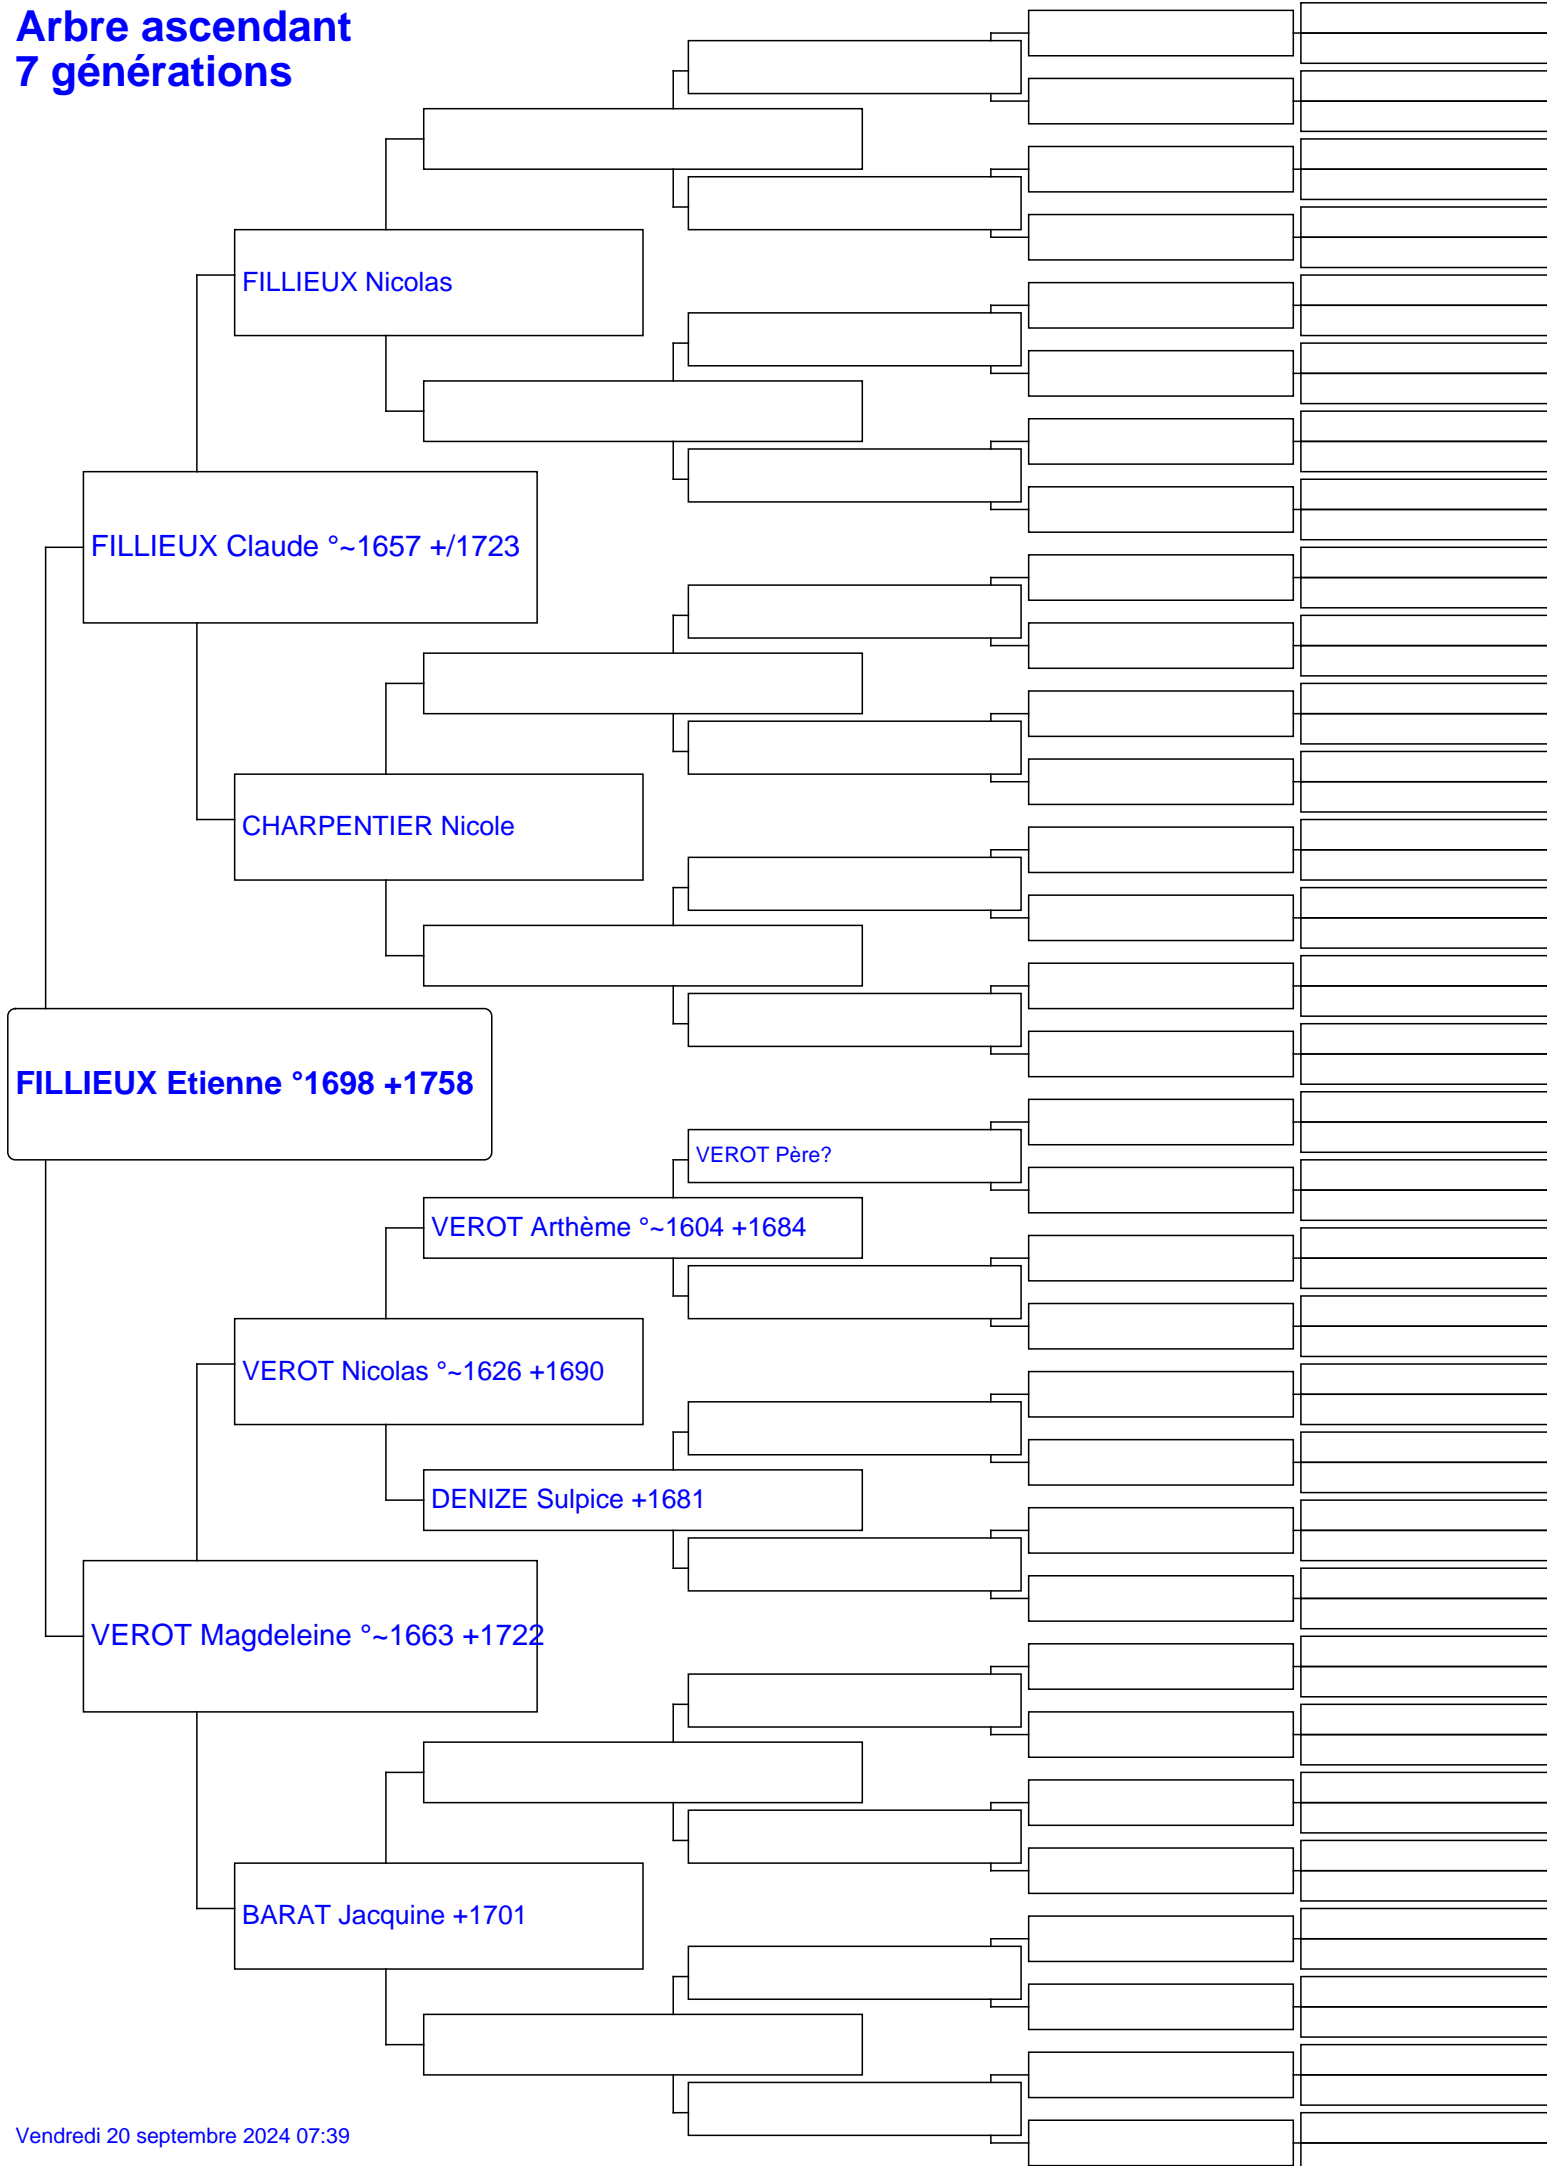 Arbre ascendant
7 générations
FILLIEUX Nicolas
FILLIEUX Claude °~1657 +/1723
CHARPENTIER Nicole
FILLIEUX Etienne °1698 +1758
VEROT Père?
VEROT Arthème °~1604 +1684
VEROT Nicolas °~1626 +1690
DENIZE Sulpice +1681
VEROT Magdeleine °~1663 +1722
BARAT Jacquine +1701
Vendredi 20 septembre 2024 07:39